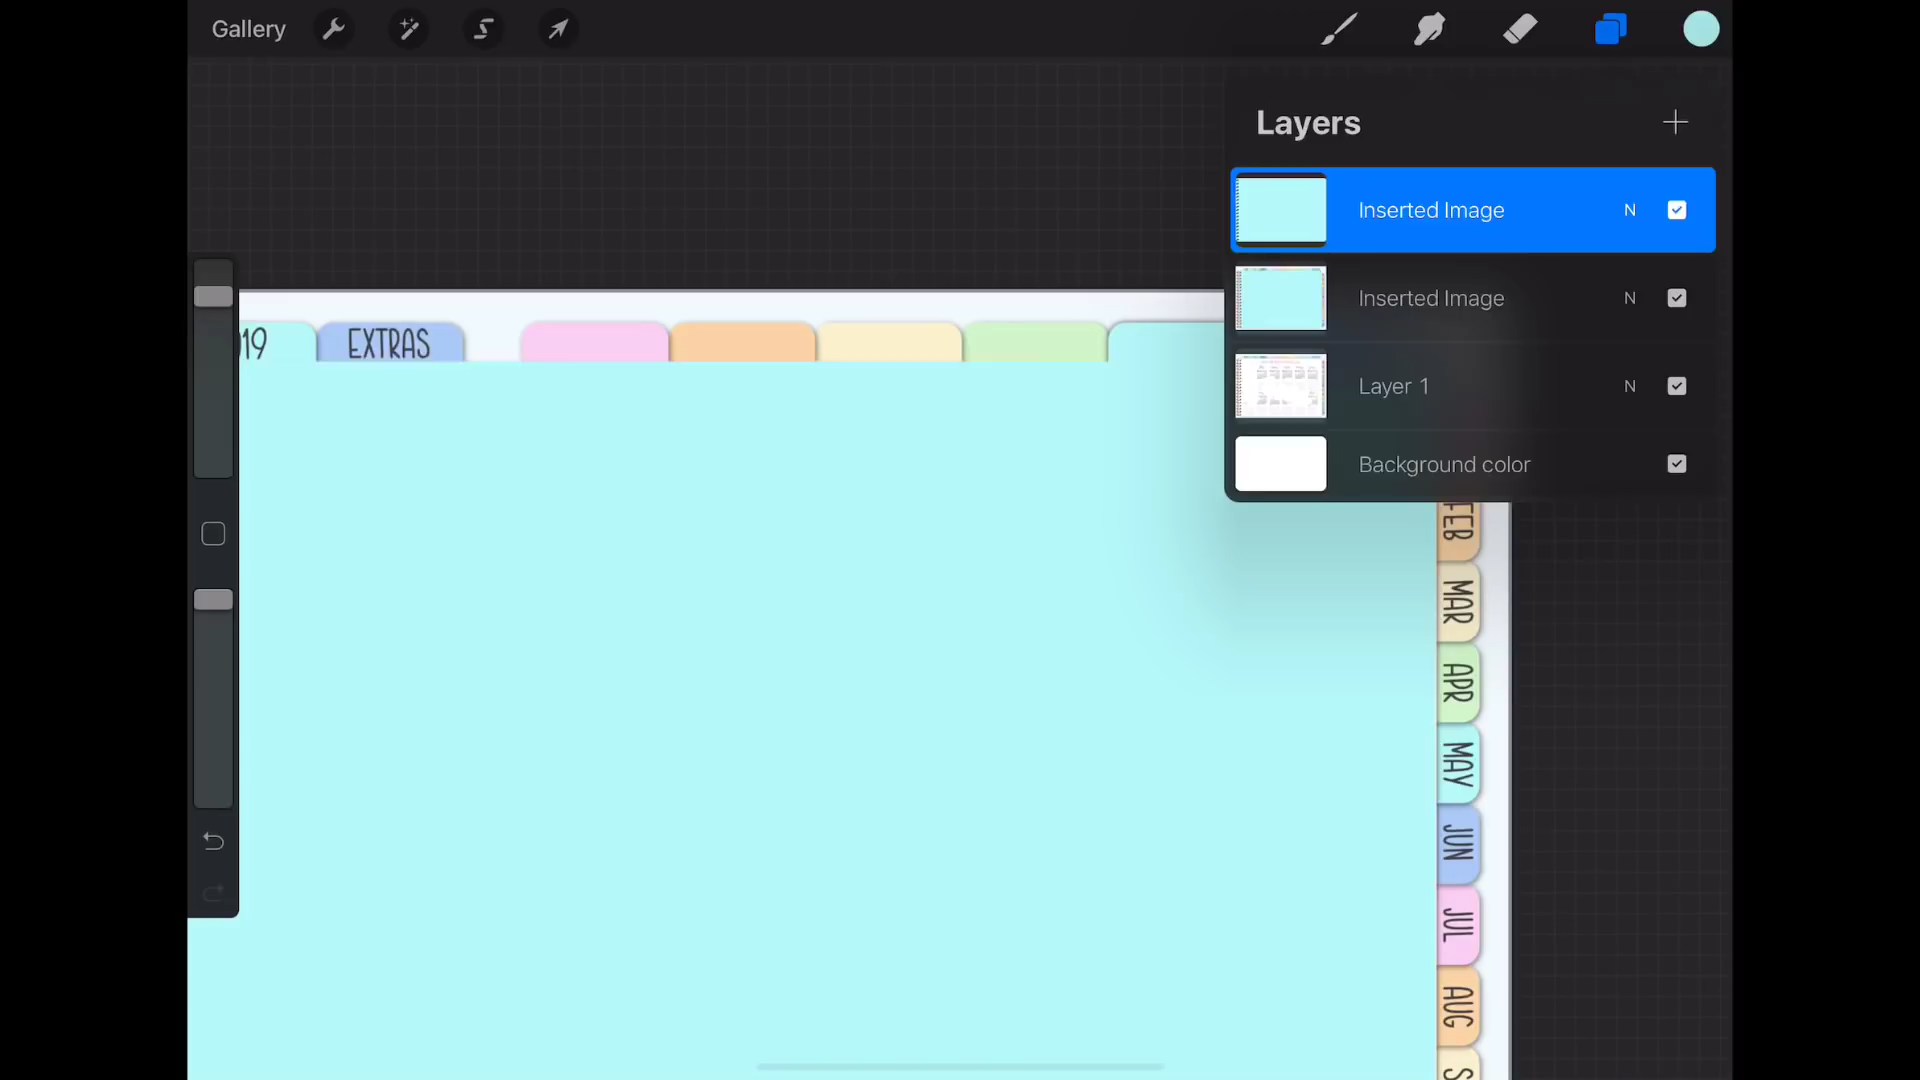 Gallery
Layers
Inserted Image N
Inserted Image N
Layer 1 N
Background color
19
EXTRAS
FEB
MAR
APR
MAY
JUN
JUL
AUG
S